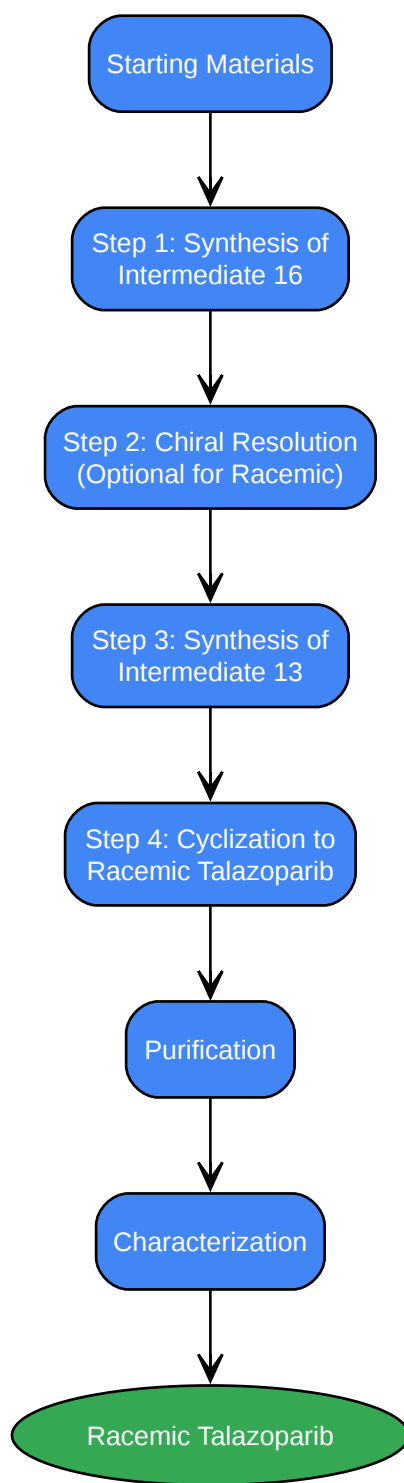 Starting Materials
Step 1: Synthesis of
Intermediate 16
Step 2: Chiral Resolution
(Optional for Racemic)
Step 3: Synthesis of
Intermediate 13
Step 4: Cyclization to
Racemic Talazoparib
Purification
Characterization
Racemic Talazoparib